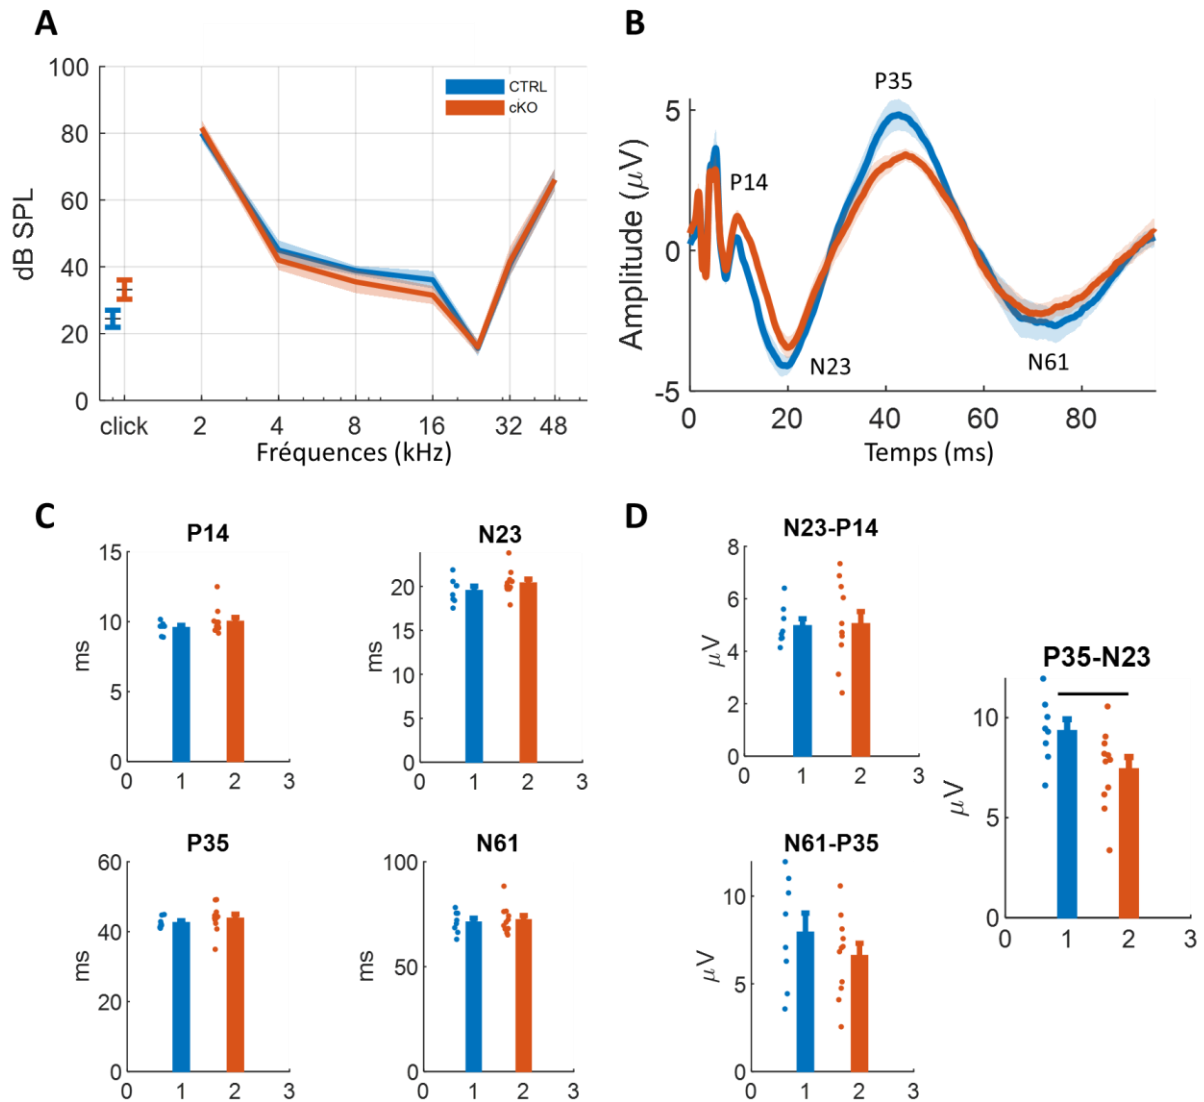 A
100
80
60
40
20
0
dB SPL
CTRL
cKO
click
2
4
8
16
32
48
Fréquences (kHz)
B
5
0
-5
Amplitude (μV)
P14
P35
N23
N61
0
20
40
60
80
Temps (ms)
C
P14
15
10
5
0
ms
0
1
2
3
N23
20
15
10
5
0
ms
0
1
2
3
P35
60
40
20
0
ms
0
1
2
3
N61
100
50
0
ms
0
1
2
3
D
N23-P14
8
6
4
2
0
μV
0
1
2
3
P35-N23
10
5
0
μV
0
1
2
3
N61-P35
10
5
0
μV
0
1
2
3